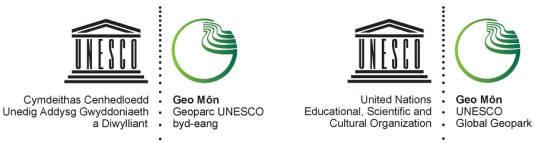 UNESCO
Cymdeithas Cenhedloedd
Unedig Addysg Gwyddoniaeth
a Diwylliant
Geo Môn
Geoparc UNESCO
byd-eang
UNESCO
United Nations
Educational, Scientific and
Cultural Organization
Geo Môn
UNESCO
Global Geopark